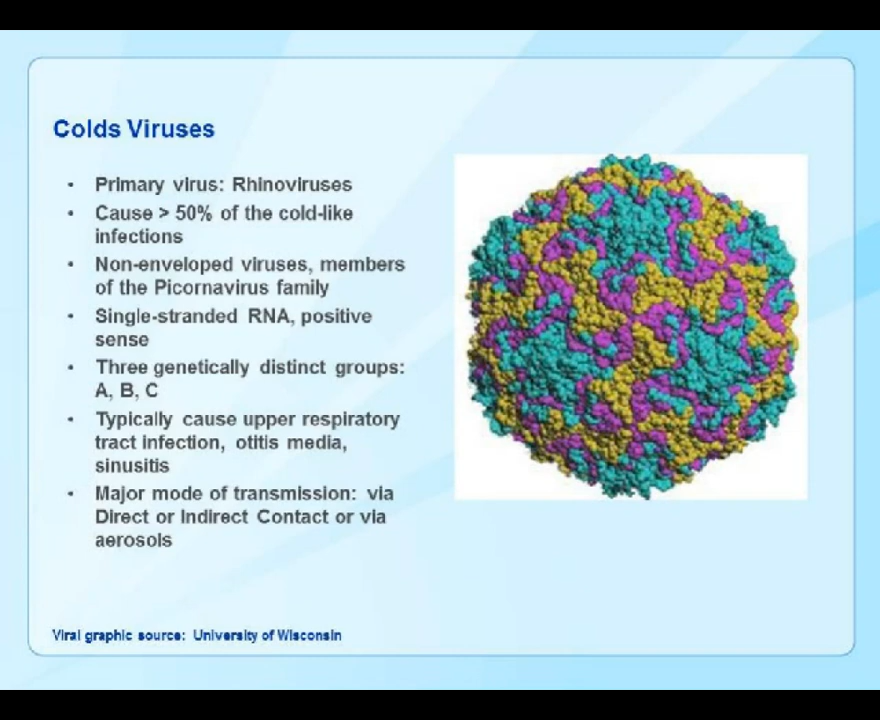 Colds Viruses
• Primary virus: Rhinoviruses
• Cause > 50% of the cold-like
infections
• Non-enveloped viruses, members
of the Picornavirus family
• Single-stranded RNA, positive
sense
• Three genetically distinct groups:
A, B, C
• Typically cause upper respiratory
tract infection, otitis media,
sinusitis
• Major mode of transmission: via
Direct or Indirect Contact or via
aerosols
Viral graphic source: University of Wisconsin